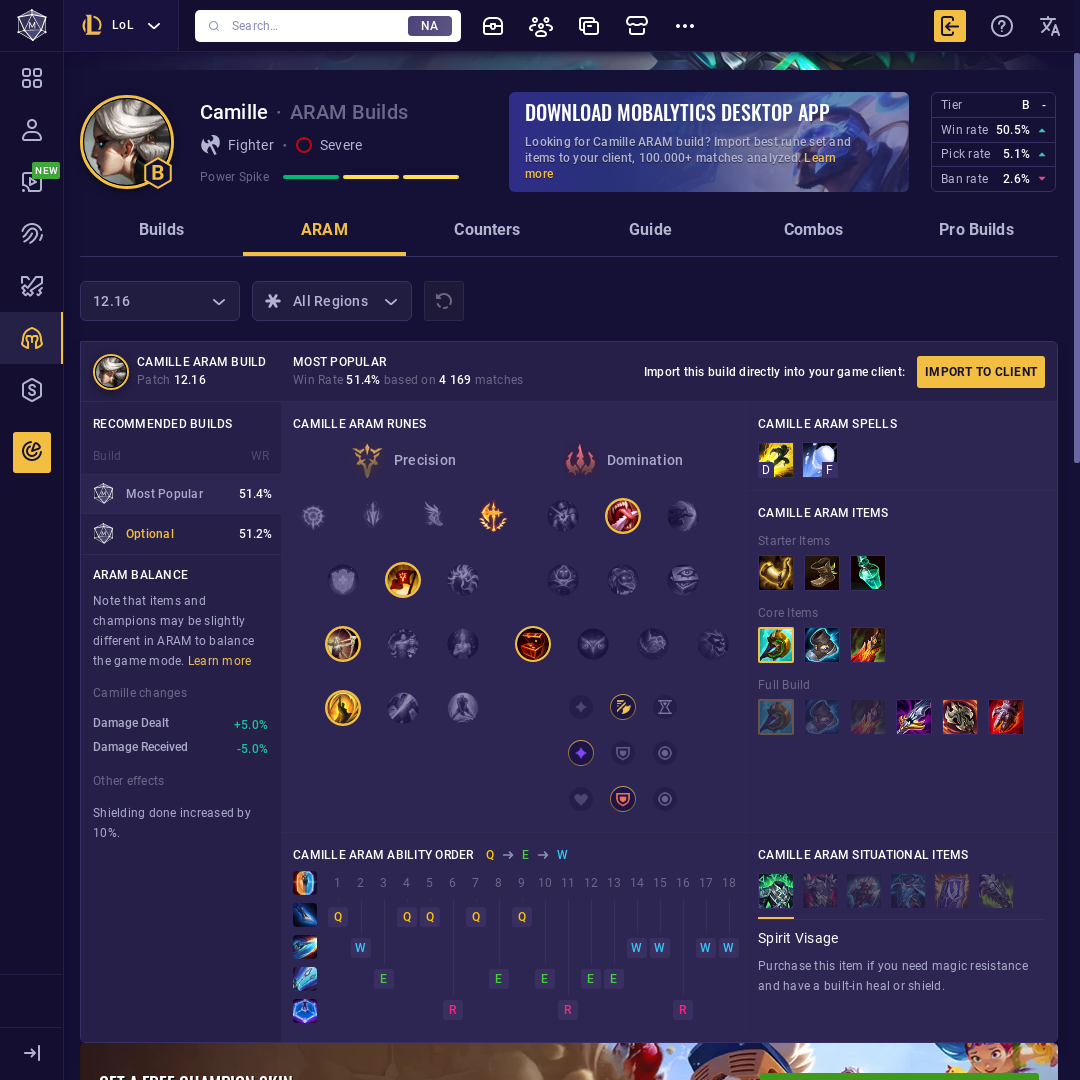 LoL
Search...
NA
NEW
Camille · ARAM Builds
Fighter · Severe
Power Spike
B
DOWNLOAD MOBALYTICS DESKTOP APP
Looking for Camille ARAM build? Import best rune set and
items to your client, 100.000+ matches analyzed. Learn
more
Tier B -
Win rate 50.5%
Pick rate 5.1%
Ban rate 2.6%
Builds
ARAM
Counters
Guide
Combos
Pro Builds
12.16
All Regions
CAMILLE ARAM BUILD
Patch 12.16
MOST POPULAR
Win Rate 51.4% based on 4 169 matches
Import this build directly into your game client:
IMPORT TO CLIENT
RECOMMENDED BUILDS
Build WR
Most Popular 51.4%
Optional 51.2%
ARAM BALANCE
Note that items and
champions may be slightly
different in ARAM to balance
the game mode. Learn more
Camille changes
Damage Dealt +5.0%
Damage Received -5.0%
Other effects
Shielding done increased by
10%.
CAMILLE ARAM RUNES
Precision
Domination
CAMILLE ARAM SPELLS
D F
CAMILLE ARAM ITEMS
Starter Items
Core Items
Full Build
CAMILLE ARAM ABILITY ORDER Q → E → W
1 2 3 4 5 6 7 8 9 10 11 12 13 14 15 16 17 18
Q Q Q Q Q
W W W W W
E E E E E
R R R
CAMILLE ARAM SITUATIONAL ITEMS
Spirit Visage
Purchase this item if you need magic resistance
and have a built-in heal or shield.
GET A FREE CHAMPION SKIN